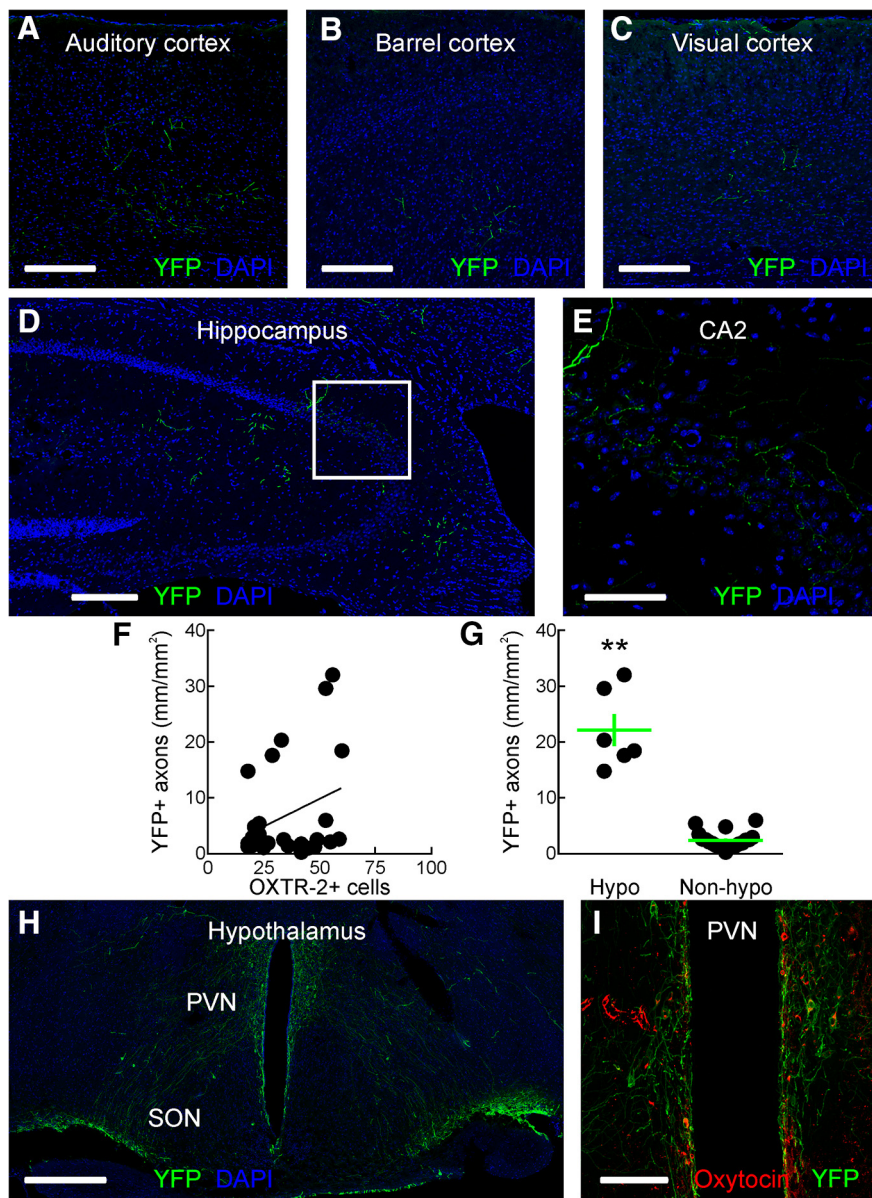 A
Auditory cortex
YFP DAPI
B
Barrel cortex
YFP DAPI
C
Visual cortex
YFP DAPI
D
Hippocampus
YFP DAPI
E
CA2
YFP DAPI
F
YFP+ axons (mm/mm²)
40
30
20
10
0
0 25 50 75 100
OXTR-2+ cells
G
**
YFP+ axons (mm/mm²)
40
30
20
10
0
Hypo Non-hypo
H
Hypothalamus
PVN
SON
YFP DAPI
I
PVN
Oxytocin YFP